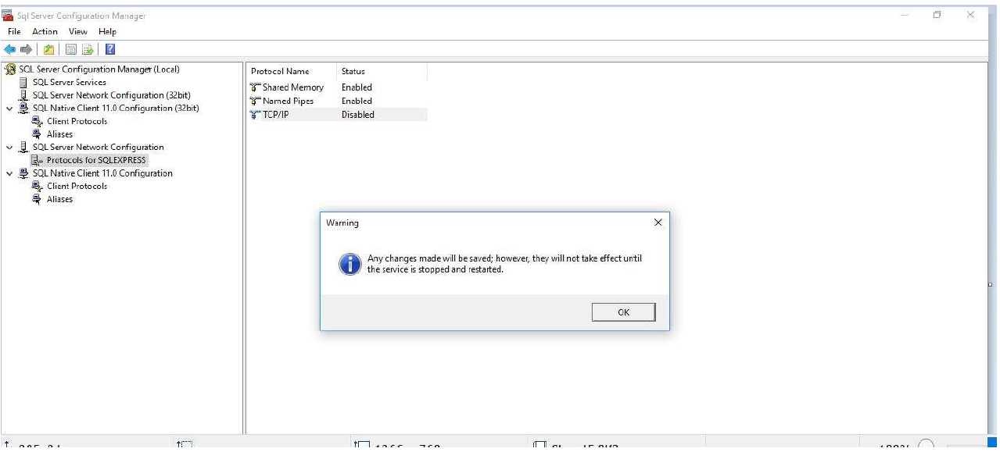 Sql Server Configuration Manager
File Action View Help
SQL Server Configuration Manager (Local)
SQL Server Services
SQL Server Network Configuration (32bit)
SQL Native Client 11.0 Configuration (32bit)
Client Protocols
Aliases
SQL Server Network Configuration
Protocols for SQLEXPRESS
SQL Native Client 11.0 Configuration
Client Protocols
Aliases
Protocol Name Status
Shared Memory Enabled
Named Pipes Enabled
TCP/IP Disabled
Warning
Any changes made will be saved; however, they will not take effect until
the service is stopped and restarted.
OK